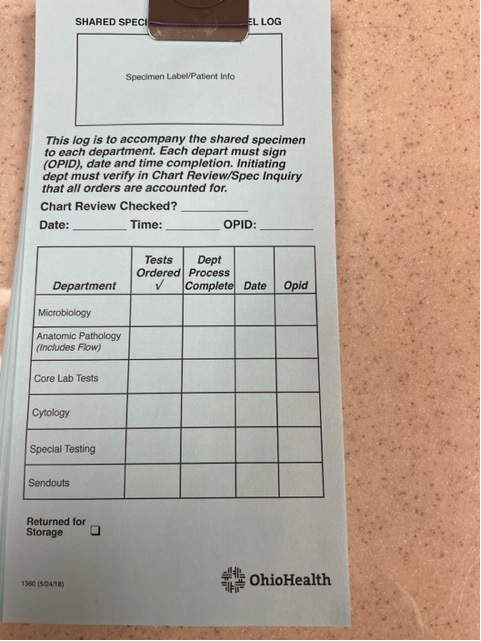 SHARED SPECI EL LOG
Specimen Label/Patient Info
This log is to accompany the shared specimen
to each department. Each depart must sign
(OPID), date and time completion. Initiating
dept must verify in Chart Review/Spec Inquiry
that all orders are accounted for.
Chart Review Checked? ________
Date: ________ Time: ________ OPID: ________
Department Tests Ordered √ Dept Process Complete Date Opid
Microbiology
Anatomic Pathology
(Includes Flow)
Core Lab Tests
Cytology
Special Testing
Sendouts
Returned for
Storage ❑
1360 (5/24/18)
OhioHealth